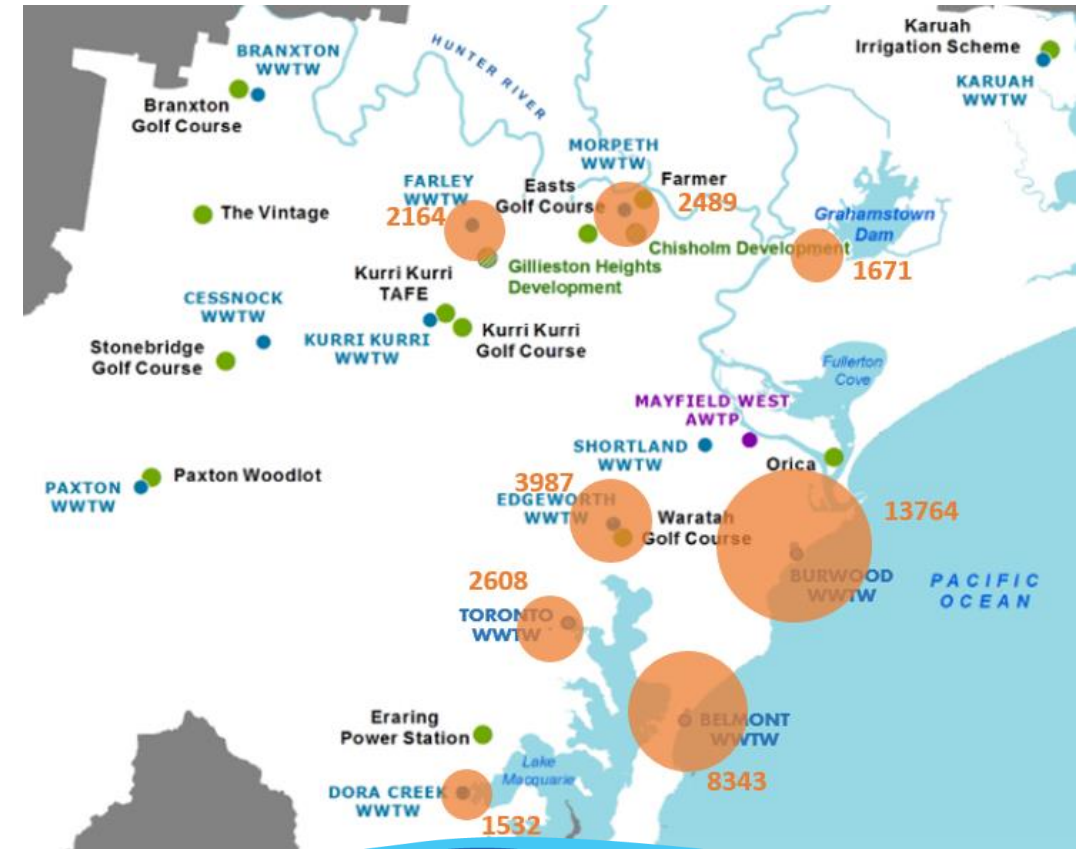 Karuah
Irrigation Scheme
KARUAH
WWTW
BRANXTON
WWTW
Branxton
Golf Course
HUNTER RIVER
MORPETH
WWTW
Farmer
FARLEY
WWTW
2164
Easts
Golf Course
2489
Chisholm Development
Grahamstown
Dam
1671
The Vintage
Gillieston Heights
Development
Kurri Kurri
TAFE
CESSNOCK
WWTW
KURRI KURRI
WWTW
Kurri Kurri
Golf Course
Stonebridge
Golf Course
Fullerton
Cove
MAYFIELD WEST
AWTP
SHORTLAND
WWTW
Orica
PAXTON
WWTW
Paxton Woodlot
3987
EDGEWORTH
WWTW
Waratah
Golf Course
13764
BURWOOD
WWTW
PACIFIC
OCEAN
2608
TORONTO
WWTW
Eraring
Power Station
BELMONT
WWTW
8343
Lake
Macquarie
DORA CREEK
WWTW
1532